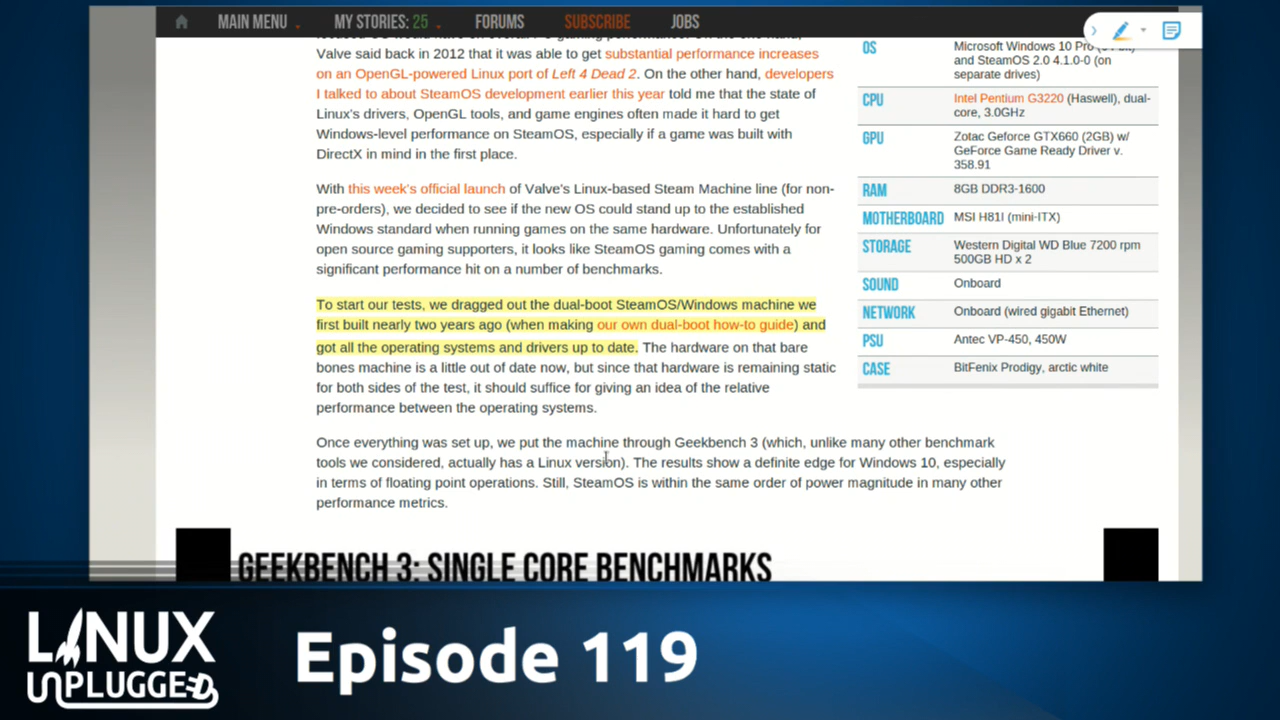 MAIN MENU
MY STORIES: 25
FORUMS
SUBSCRIBE
JOBS
Valve said back in 2012 that it was able to get substantial performance increases
on an OpenGL-powered Linux port of Left 4 Dead 2. On the other hand, developers
I talked to about SteamOS development earlier this year told me that the state of
Linux's drivers, OpenGL tools, and game engines often made it hard to get
Windows-level performance on SteamOS, especially if a game was built with
DirectX in mind in the first place.
With this week's official launch of Valve's Linux-based Steam Machine line (for non-
pre-orders), we decided to see if the new OS could stand up to the established
Windows standard when running games on the same hardware. Unfortunately for
open source gaming supporters, it looks like SteamOS gaming comes with a
significant performance hit on a number of benchmarks.
To start our tests, we dragged out the dual-boot SteamOS/Windows machine we
first built nearly two years ago (when making our own dual-boot how-to guide) and
got all the operating systems and drivers up to date. The hardware on that bare
bones machine is a little out of date now, but since that hardware is remaining static
for both sides of the test, it should suffice for giving an idea of the relative
performance between the operating systems.
Once everything was set up, we put the machine through Geekbench 3 (which, unlike many other benchmark
tools we considered, actually has a Linux version). The results show a definite edge for Windows 10, especially
in terms of floating point operations. Still, SteamOS is within the same order of power magnitude in many other
performance metrics.
OS
Microsoft Windows 10 Pro
and SteamOS 2.0 4.1.0-0 (on
separate drives)
CPU
Intel Pentium G3220 (Haswell), dual-
core, 3.0GHz
GPU
Zotac Geforce GTX660 (2GB) w/
GeForce Game Ready Driver v.
358.91
RAM
8GB DDR3-1600
MOTHERBOARD
MSI H81I (mini-ITX)
STORAGE
Western Digital WD Blue 7200 rpm
500GB HD x 2
SOUND
Onboard
NETWORK
Onboard (wired gigabit Ethernet)
PSU
Antec VP-450, 450W
CASE
BitFenix Prodigy, arctic white
GEEKBENCH 3: SINGLE CORE BENCHMARKS
LINUX
UNPLUGGED
Episode 119